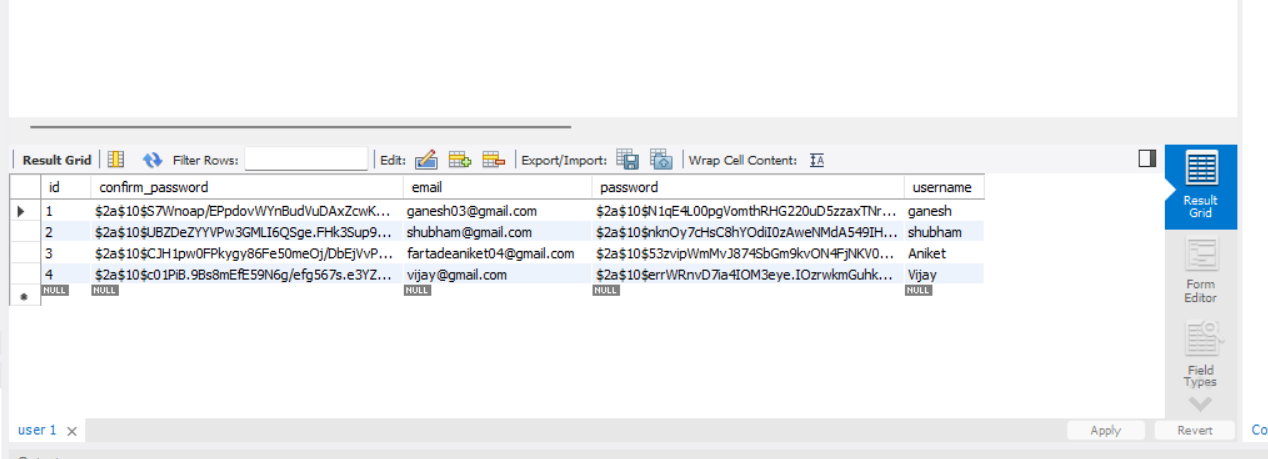 Result Grid Filter Rows: Edit: Export/Import: Wrap Cell Content: IA
id confirm_password email password username
1 $2a$10$S7Wnoap/EPpdovWYnBudVuDAxZcwK... ganesh03@gmail.com $2a$10$N1qE4L00pgVomthRHG220uD5zzaxTNr... ganesh
2 $2a$10$UBZDeZYYVPw3GMLI6QSge.FHk3Sup9... shubham@gmail.com $2a$10$nknOy7cHsC8hYOdiI0zAweNMdA549IH... shubham
3 $2a$10$CJH1pw0FPkygy86Fe50meOj/DbEjVvP... fartadeaniket04@gmail.com $2a$10$53zvipWmMvJ874SbGm9kvON4FjNKV0... Aniket
4 $2a$10$c01PiB.9Bs8mEfE59N6g/efg567s.e3YZ... vijay@gmail.com $2a$10$errWRnvD7ia4IOM3eye.IOzrwkmGuhk... Vijay
NULL NULL NULL NULL NULL
Result
Grid
Form
Editor
Field
Types
user 1
Apply Revert Co